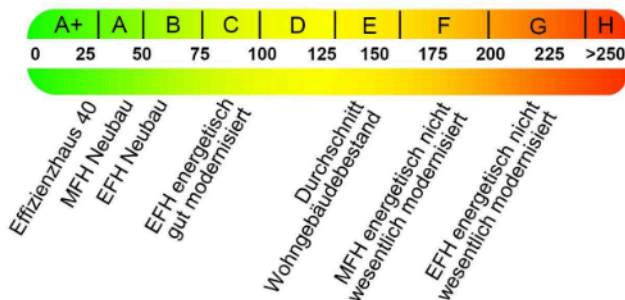 A+ A B C D E F G H
0 25 50 75 100 125 150 175 200 225 >250
Effizienzhaus 40
MFH Neubau
EFH Neubau
EFH energetisch
gut modernisiert
Durchschnitt
Wohngebäudebestand
MFH energetisch nicht
wesentlich modernisiert
EFH energetisch nicht
wesentlich modernisiert